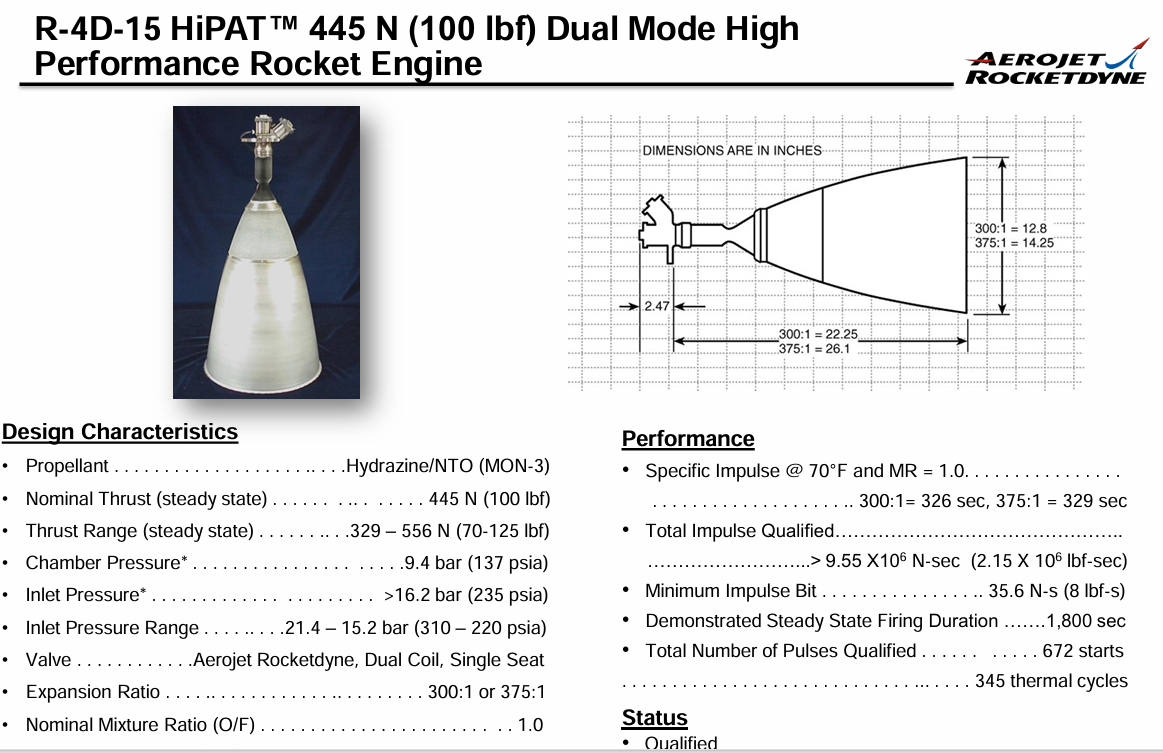 R-4D-15 HiPAT™ 445 N (100 lbf) Dual Mode High
Performance Rocket Engine
AEROJET
ROCKETDYNE
DIMENSIONS ARE IN INCHES
300:1 = 12.8
375:1 = 14.25
2.47
300:1 = 22.25
375:1 = 26.1
Design Characteristics
• Propellant . . . . . . . . . . . . . . . . . . . .. . . .Hydrazine/NTO (MON-3)
• Nominal Thrust (steady state) . . . . . . . .. . . . . . . 445 N (100 lbf)
• Thrust Range (steady state) . . . . . . .. . .329 – 556 N (70-125 lbf)
• Chamber Pressure* . . . . . . . . . . . . . . . . . . . . .9.4 bar (137 psia)
• Inlet Pressure* . . . . . . . . . . . . . . . . . . . . . . >16.2 bar (235 psia)
• Inlet Pressure Range . . . . .. . . .21.4 – 15.2 bar (310 – 220 psia)
• Valve . . . . . . . . . . . .Aerojet Rocketdyne, Dual Coil, Single Seat
• Expansion Ratio . . . . .. . . . . . . . . . . . .. . . . . . . . . 300:1 or 375:1
• Nominal Mixture Ratio (O/F) . . . . . . . . . . . . . . . . . . . . . . . . . 1.0
Performance
• Specific Impulse @ 70°F and MR = 1.0. . . . . . . . . . . . . . . .
. . . . . . . . . . . . . . . . . . . .. 300:1= 326 sec, 375:1 = 329 sec
• Total Impulse Qualified………………………………………..
……………………...> 9.55 X10⁶ N-sec (2.15 X 10⁶ lbf-sec)
• Minimum Impulse Bit . . . . . . . . . . . . . . . . .. 35.6 N-s (8 lbf-s)
• Demonstrated Steady State Firing Duration …….1,800 sec
• Total Number of Pulses Qualified . . . . . . . . . . . 672 starts
. . . . . . . . . . . . . . . . . . . . . . . . . . . . . ... . . . . 345 thermal cycles
Status
• Qualified